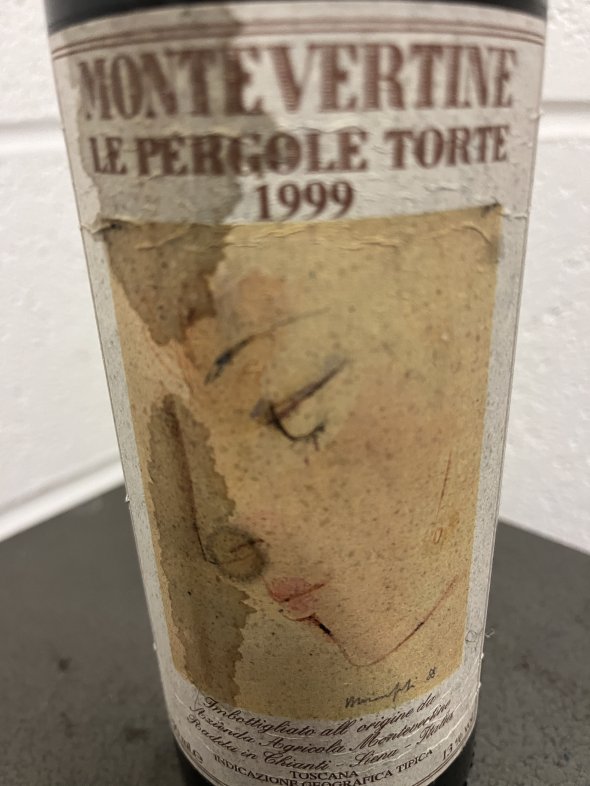 MONTEVERTINE
LE PERGOLE TORTE
1999
Imbottigliato all'origine da
Azienda Agricola Montevertine
Radda in Chianti - Siena - Italia
TOSCANA
INDICAZIONE GEOGRAFICA TIPICA
13%